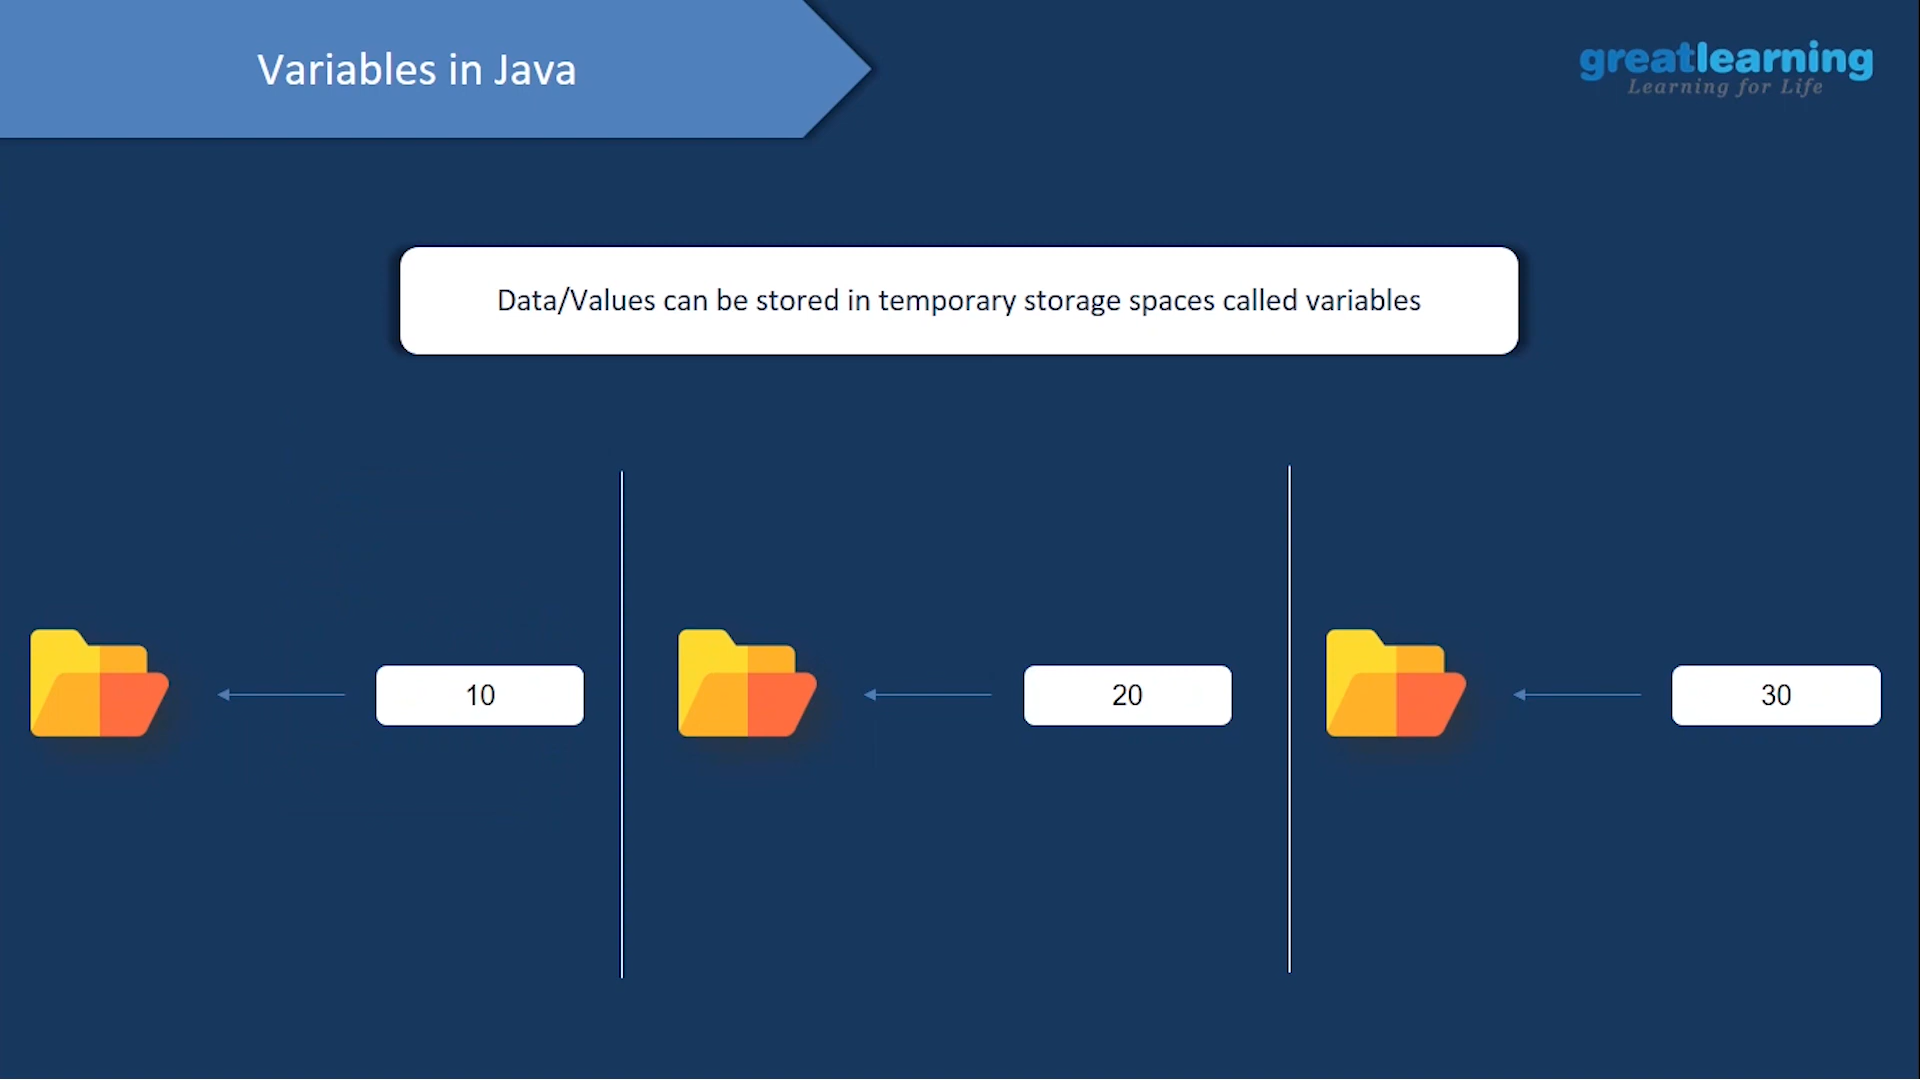 Variables in Java
greatlearning
Learning for Life
Data/Values can be stored in temporary storage spaces called variables
10
20
30